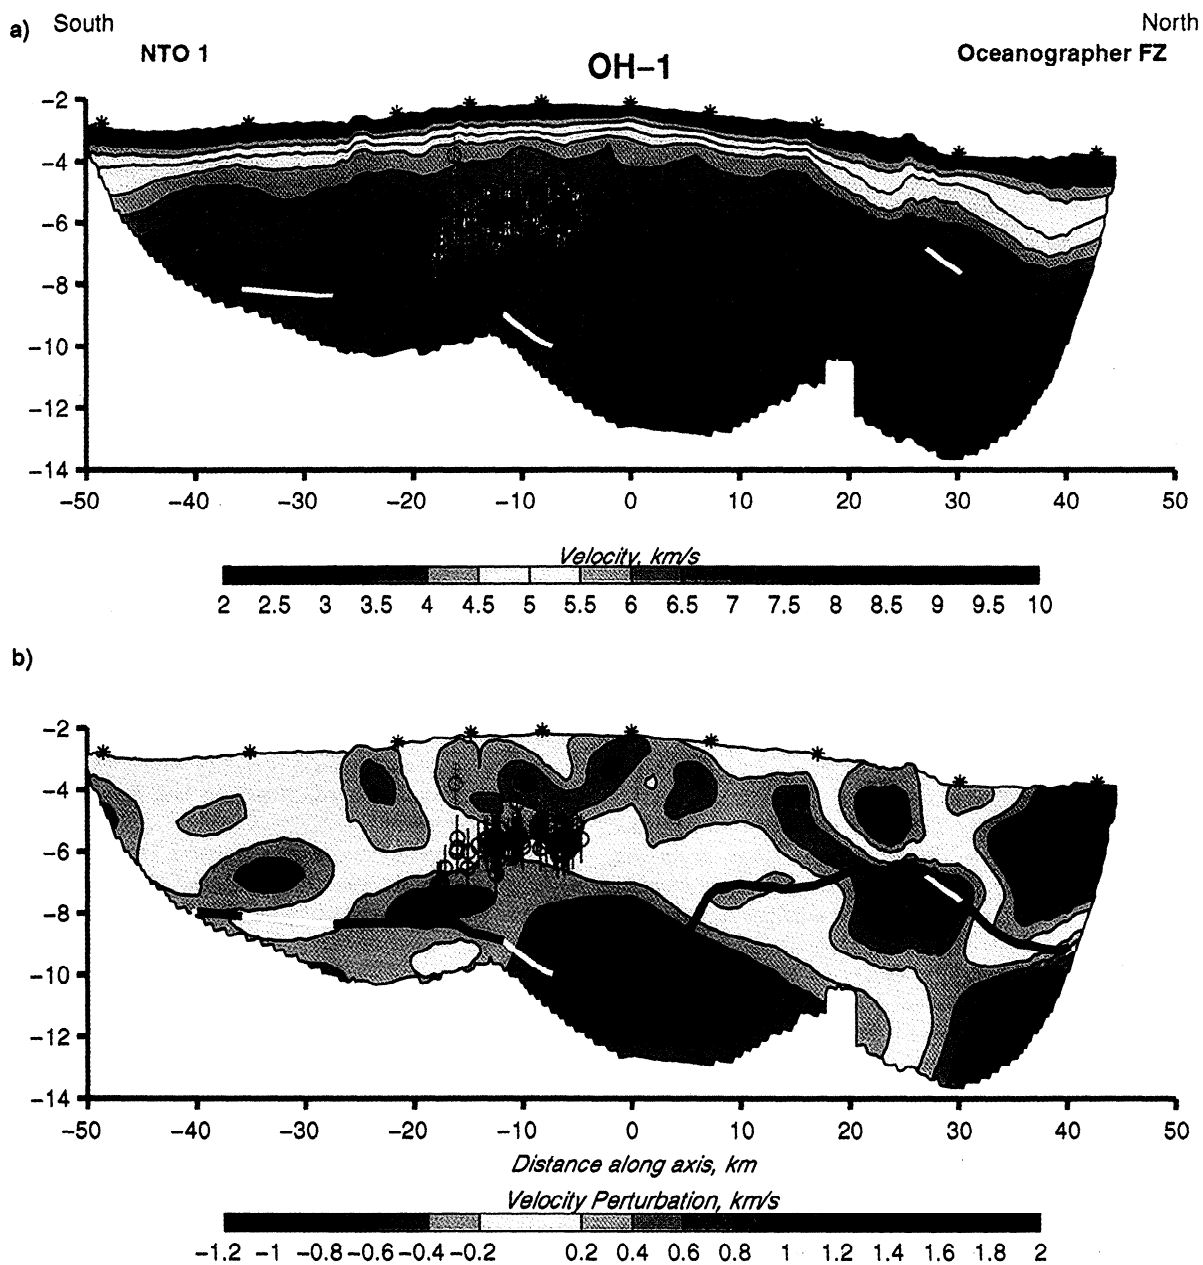 a) South North
NTO 1 OH−1 Oceanographer FZ
−2
−4
−6
−8
−10
−12
−14
−50 −40 −30 −20 −10 0 10 20 30 40 50
Velocity, km/s
2 2.5 3 3.5 4 4.5 5 5.5 6 6.5 7 7.5 8 8.5 9 9.5 10
b)
−2
−4
−6
−8
−10
−12
−14
−50 −40 −30 −20 −10 0 10 20 30 40 50
Distance along axis, km
Velocity Perturbation, km/s
−1.2 −1 −0.8 −0.6 −0.4 −0.2 0.2 0.4 0.6 0.8 1 1.2 1.4 1.6 1.8 2